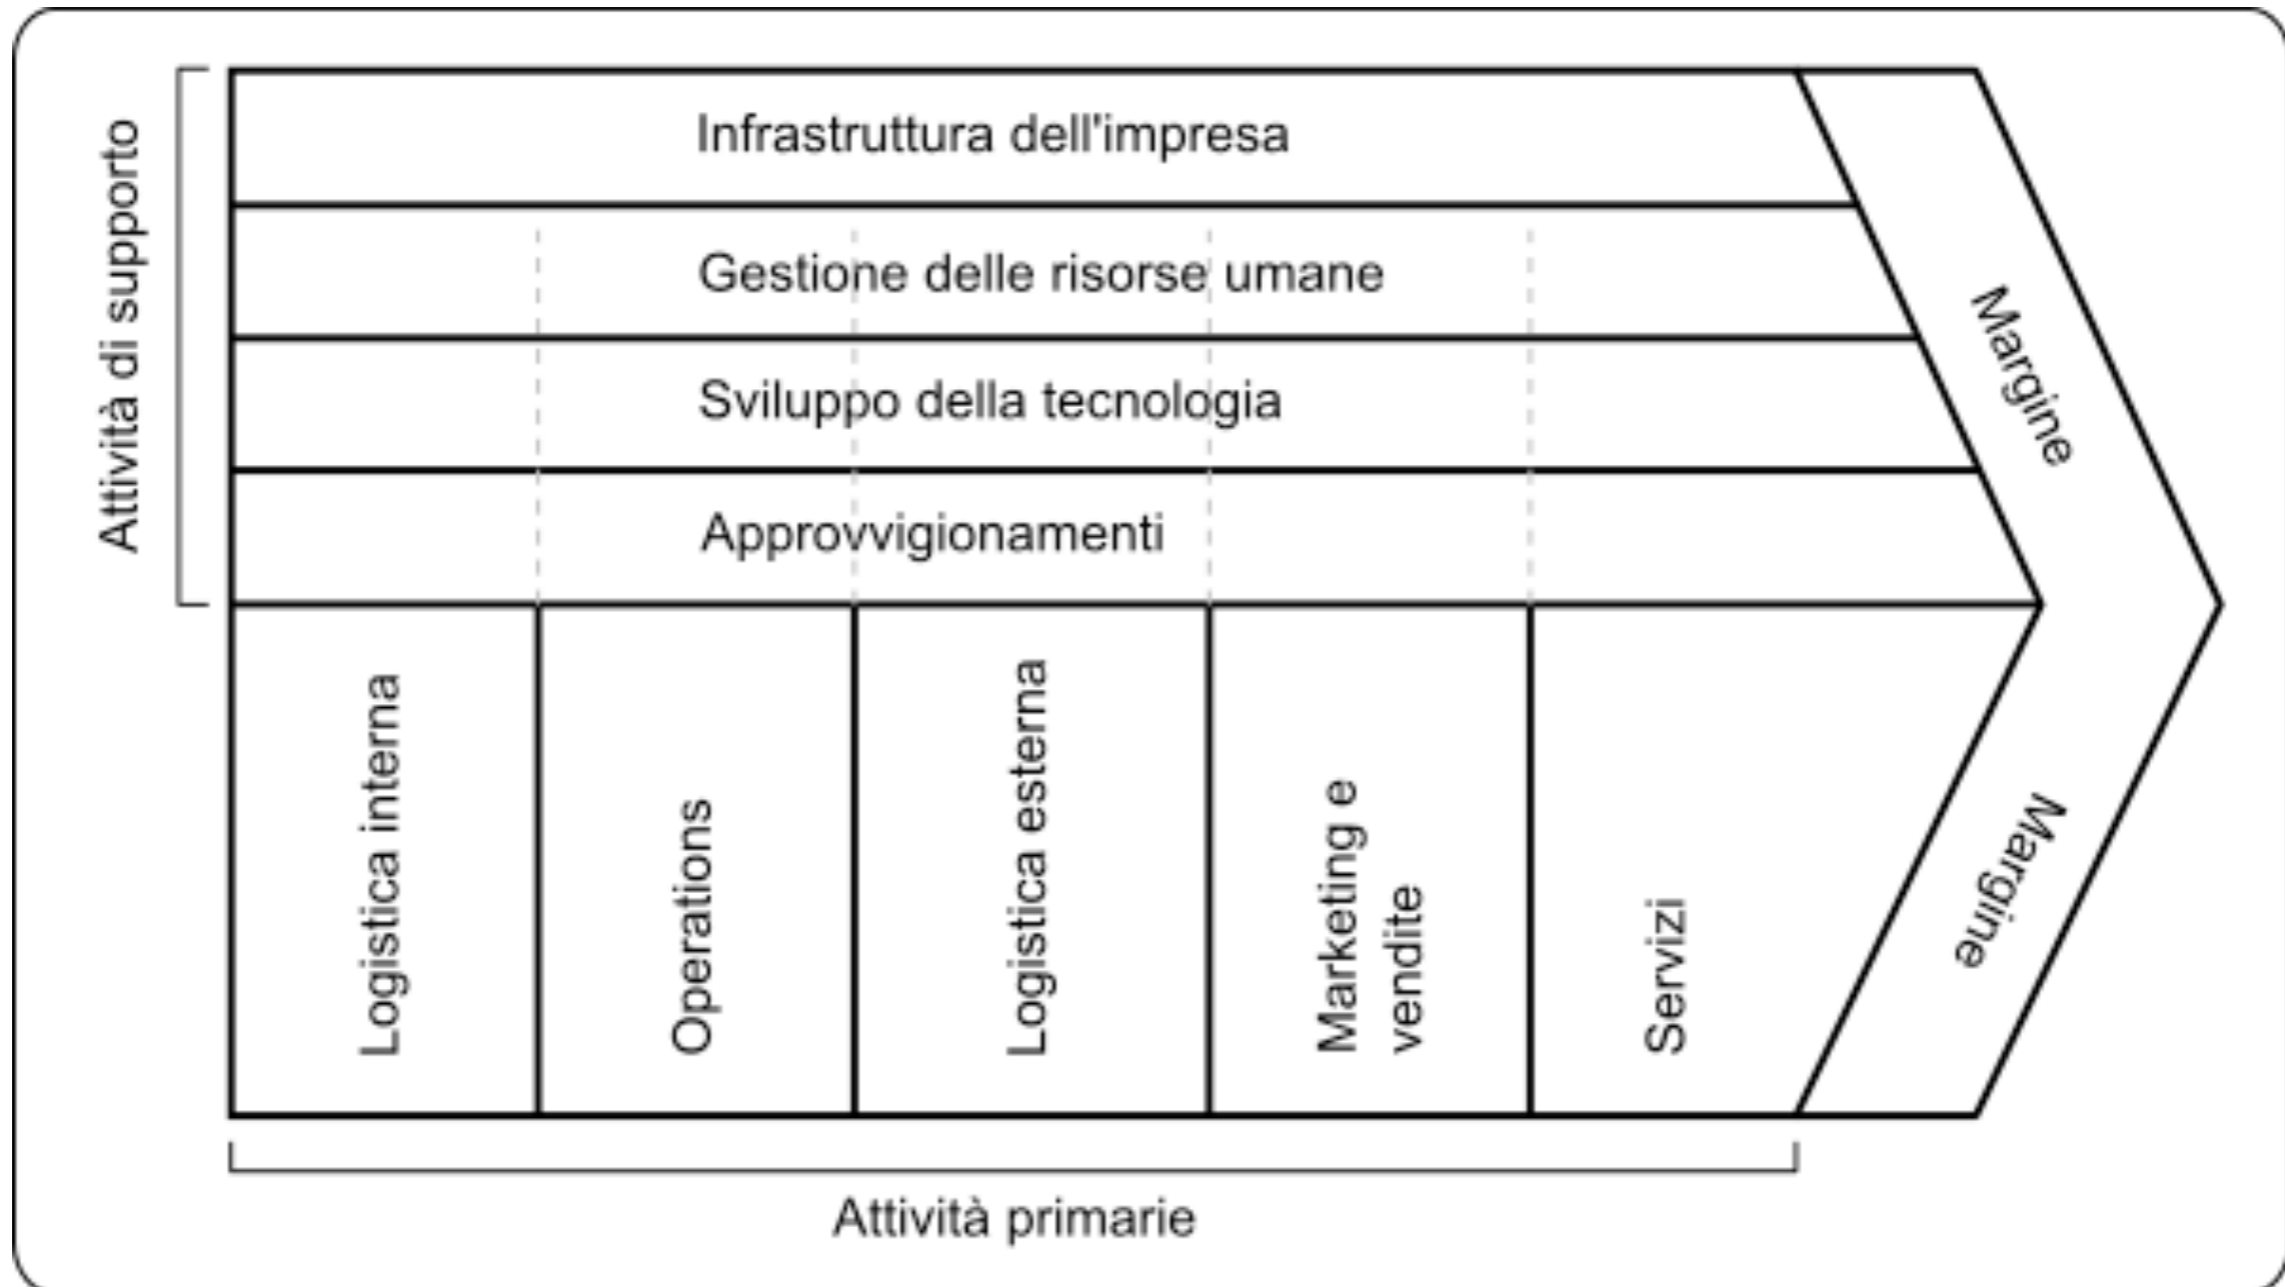 Attività di supporto
Infrastruttura dell'impresa
Gestione delle risorse umane
Sviluppo della tecnologia
Approvvigionamenti
Margine
Logistica interna
Operations
Logistica esterna
Marketing e
vendite
Servizi
Margine
Attività primarie